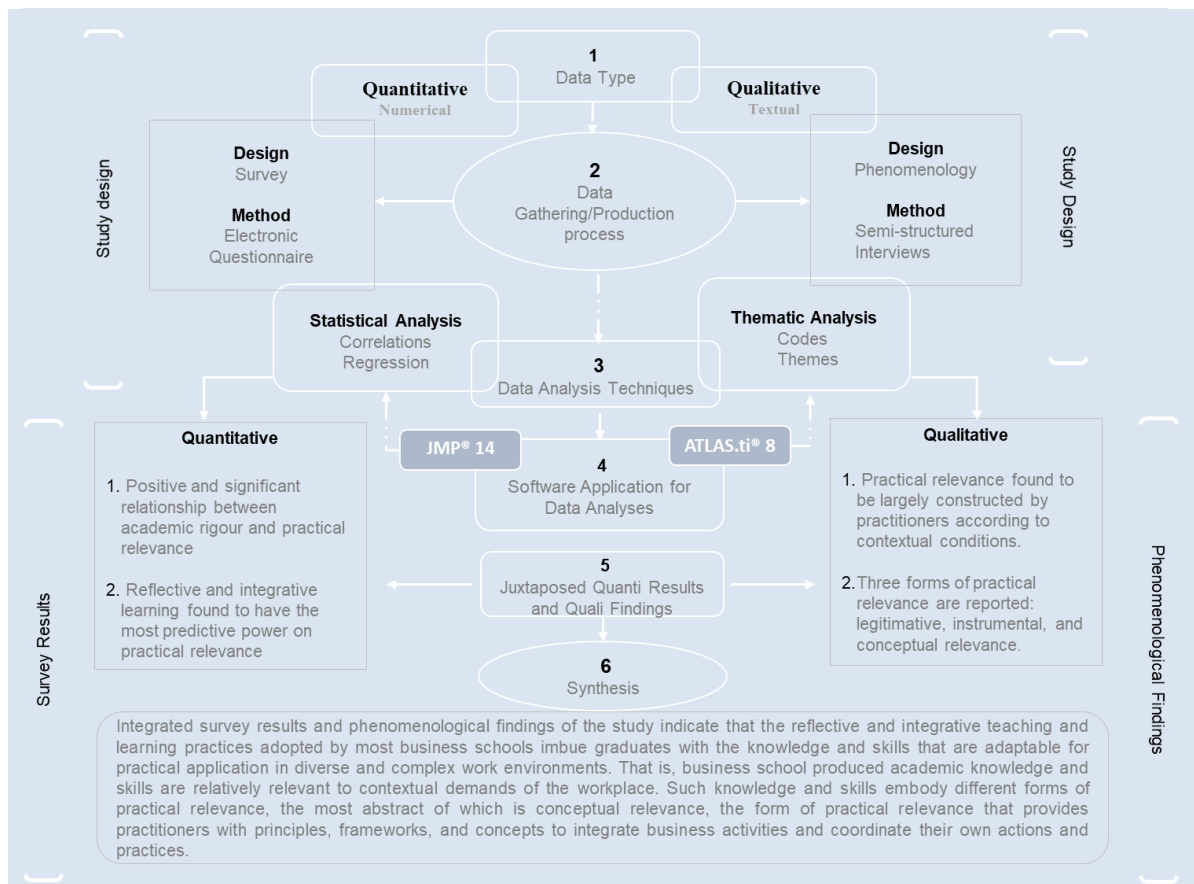 1
Data Type
Quantitative
Numerical
Qualitative
Textual
Study design
Design
Survey
Method
Electronic
Questionnaire
2
Data
Gathering/Production
process
Design
Phenomenology
Method
Semi-structured
Interviews
Study Design
Statistical Analysis
Correlations
Regression
Thematic Analysis
Codes
Themes
3
Data Analysis Techniques
JMP® 14
ATLAS.ti® 8
4
Software Application for
Data Analyses
Survey Results
Quantitative
1. Positive and significant
relationship between
academic rigour and practical
relevance
2. Reflective and integrative
learning found to have the
most predictive power on
practical relevance
5
Juxtaposed Quanti Results
and Quali Findings
Qualitative
1. Practical relevance found to
be largely constructed by
practitioners according to
contextual conditions.
2. Three forms of practical
relevance are reported:
legitimative, instrumental, and
conceptual relevance.
Phenomenological Findings
6
Synthesis
Integrated survey results and phenomenological findings of the study indicate that the reflective and integrative teaching and
learning practices adopted by most business schools imbue graduates with the knowledge and skills that are adaptable for
practical application in diverse and complex work environments. That is, business school produced academic knowledge and
skills are relatively relevant to contextual demands of the workplace. Such knowledge and skills embody different forms of
practical relevance, the most abstract of which is conceptual relevance, the form of practical relevance that provides
practitioners with principles, frameworks, and concepts to integrate business activities and coordinate their own actions and
practices.